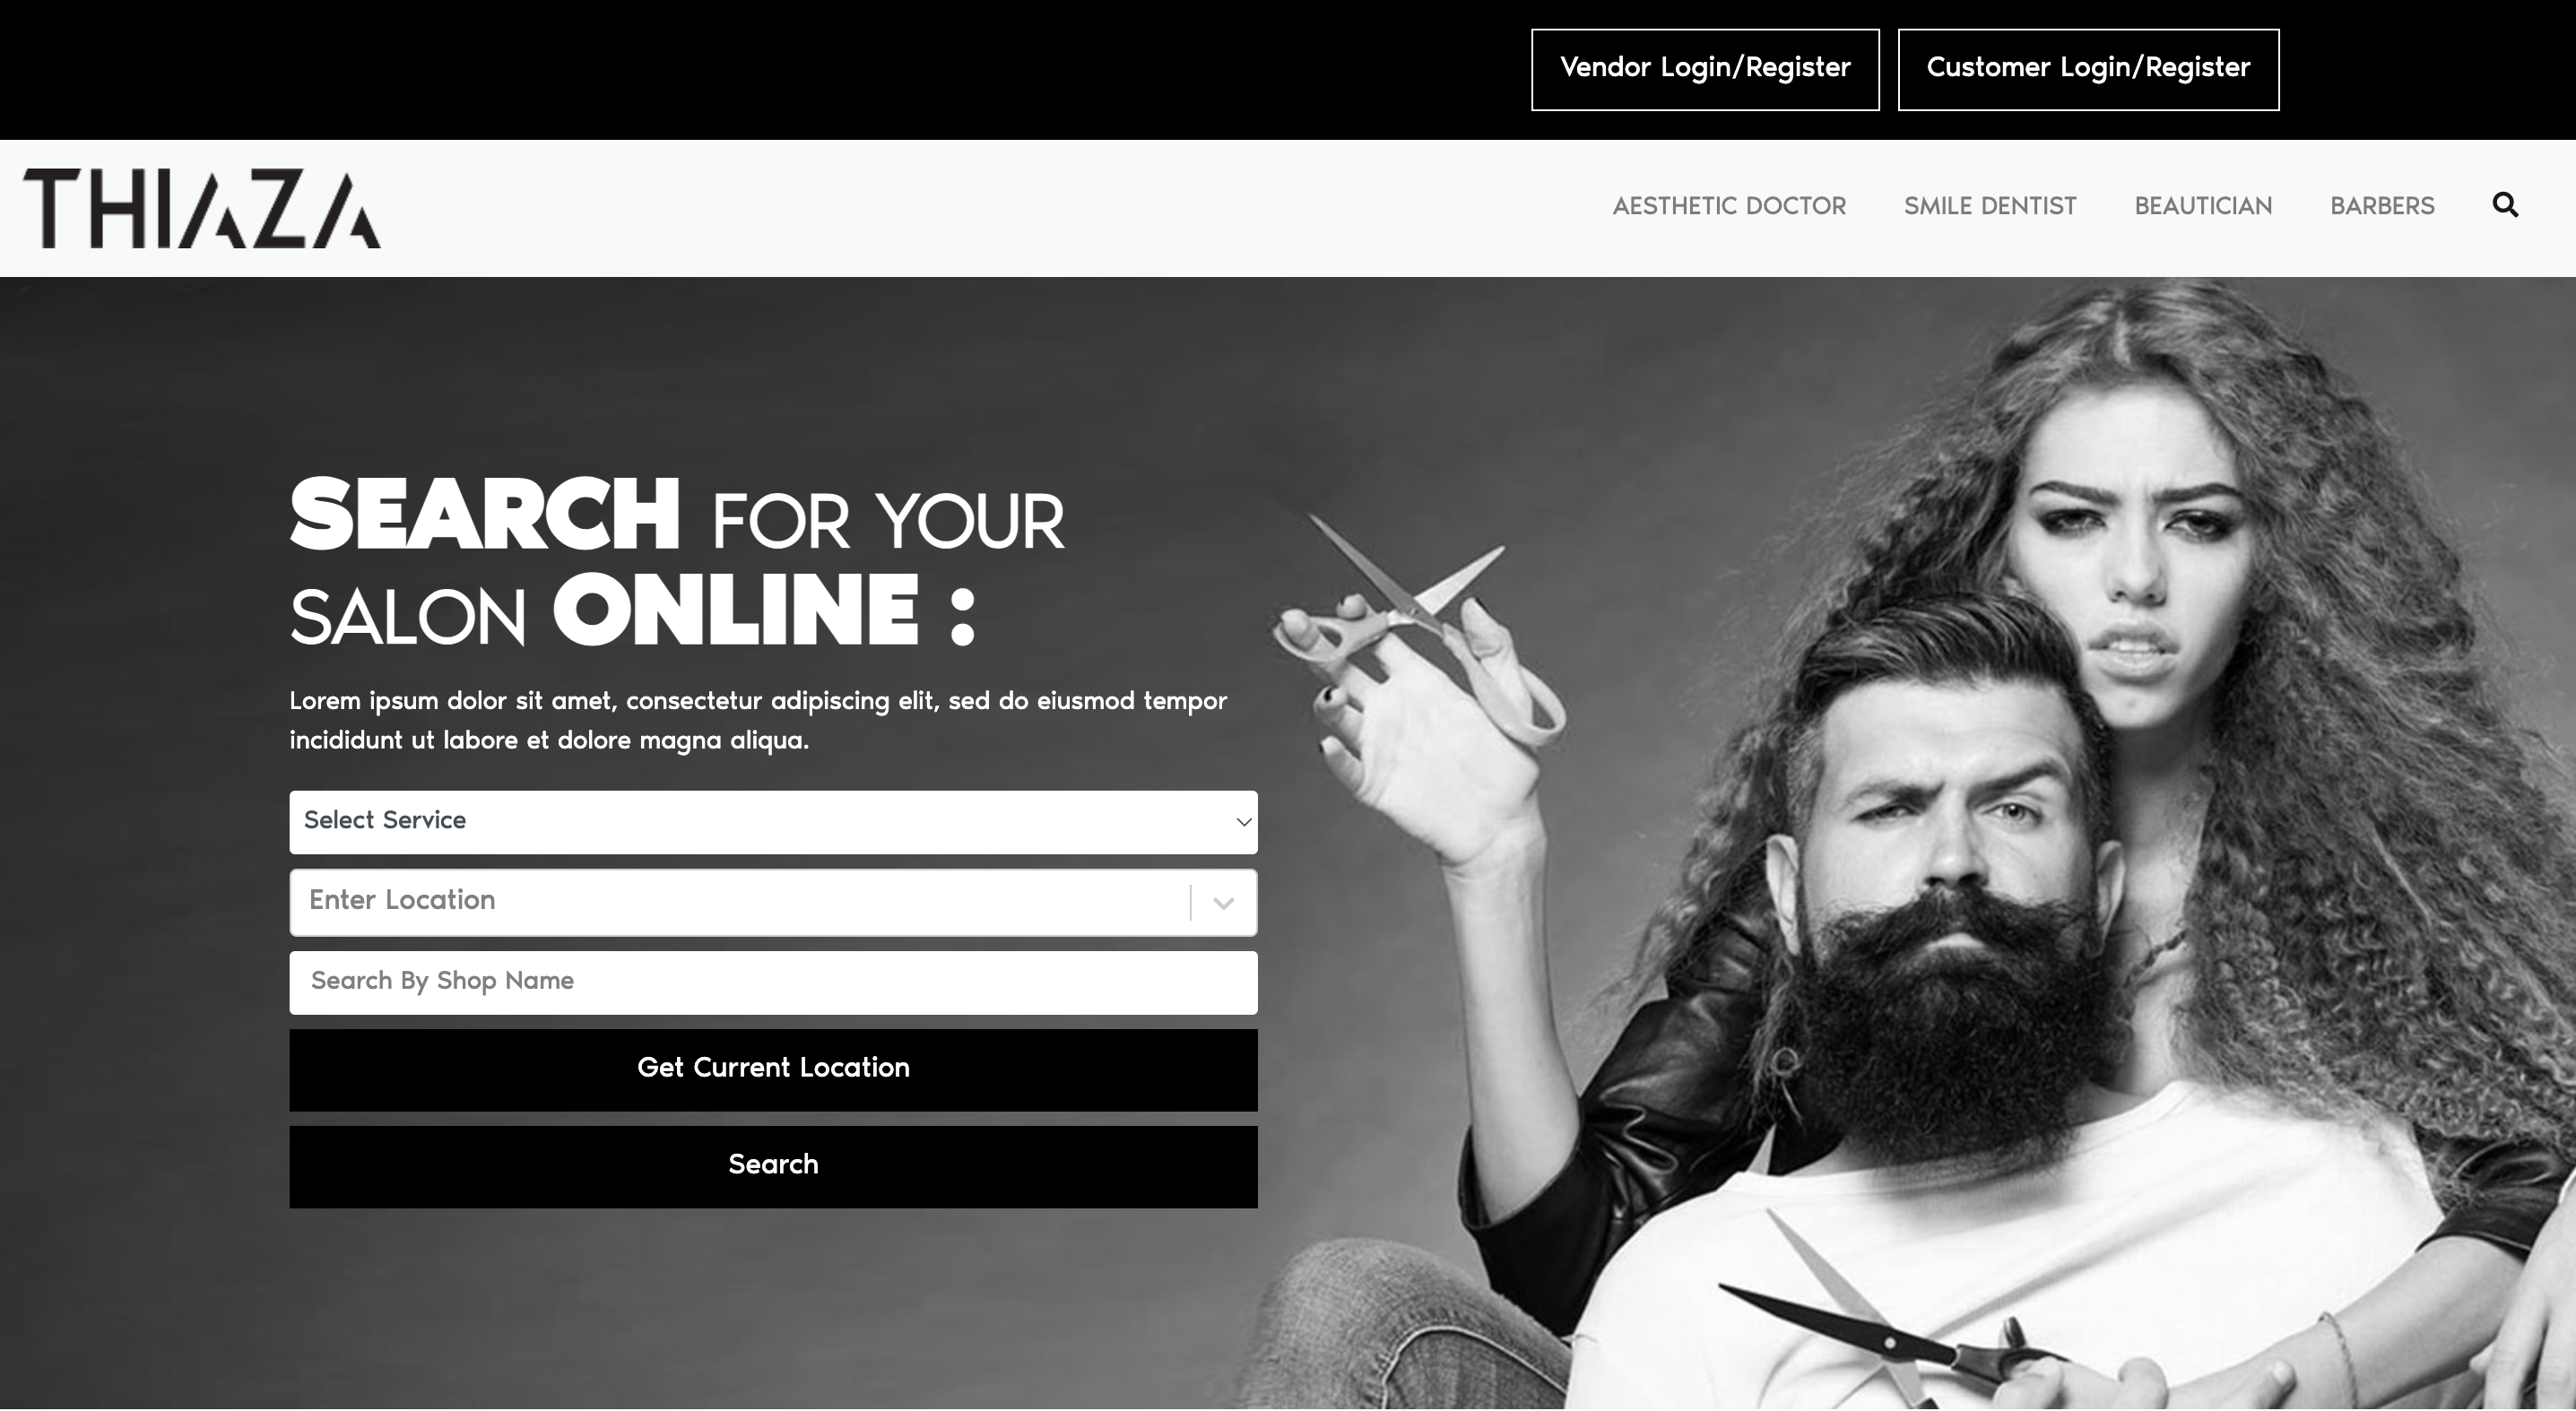 Vendor Login/Register
Customer Login/Register
THIAZA
AESTHETIC DOCTOR
SMILE DENTIST
BEAUTICIAN
BARBERS
SEARCH FOR YOUR
SALON ONLINE :
Lorem ipsum dolor sit amet, consectetur adipiscing elit, sed do eiusmod tempor
incididunt ut labore et dolore magna aliqua.
Select Service
Enter Location
Search By Shop Name
Get Current Location
Search